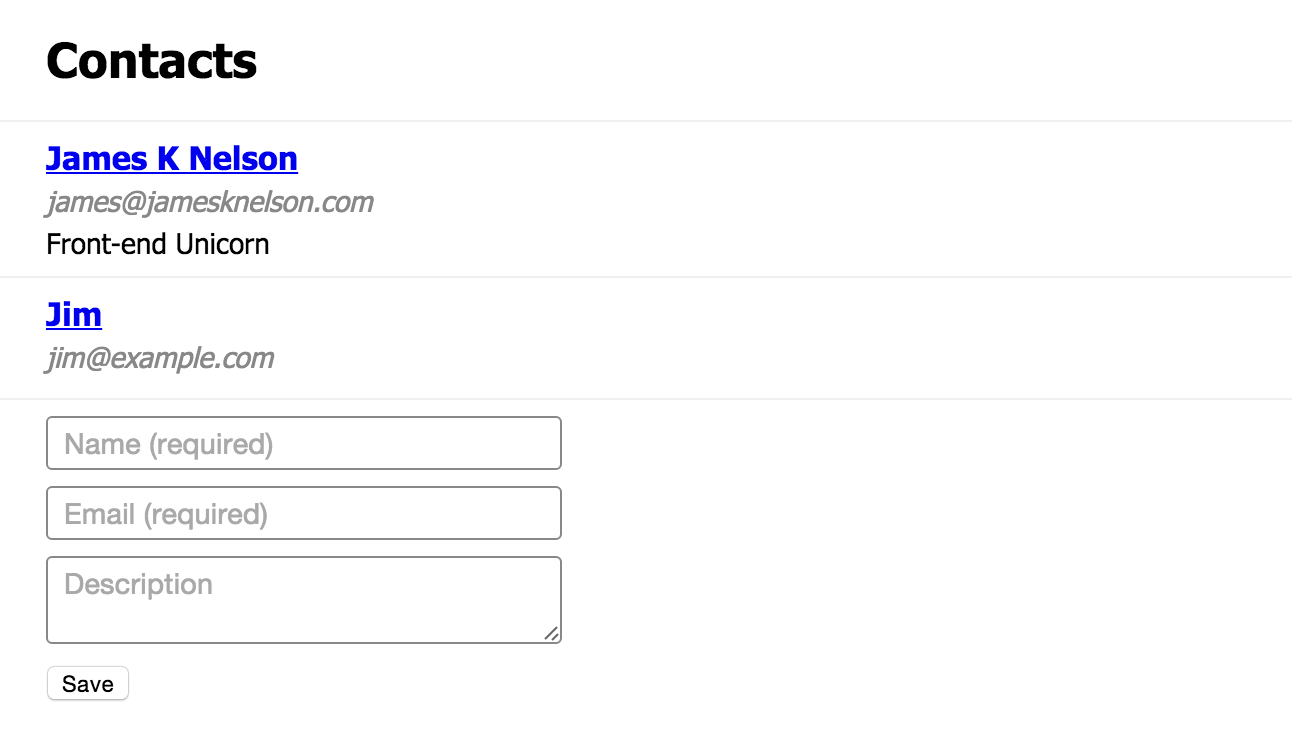 Contacts
James K Nelson
james@jamesknelson.com
Front-end Unicorn
Jim
jim@example.com
Name (required)
Email (required)
Description
Save